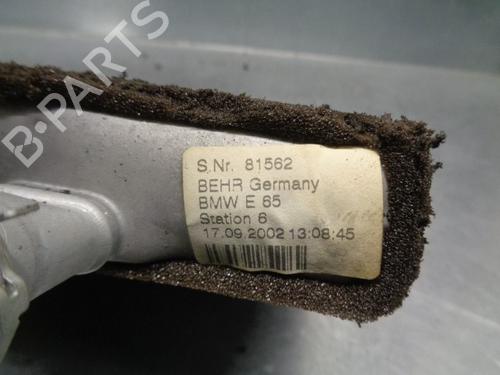 B-PARTS
S.Nr. 81562
BEHR Germany
BMW E 65
Station 6
17.09.2002 13:08:45